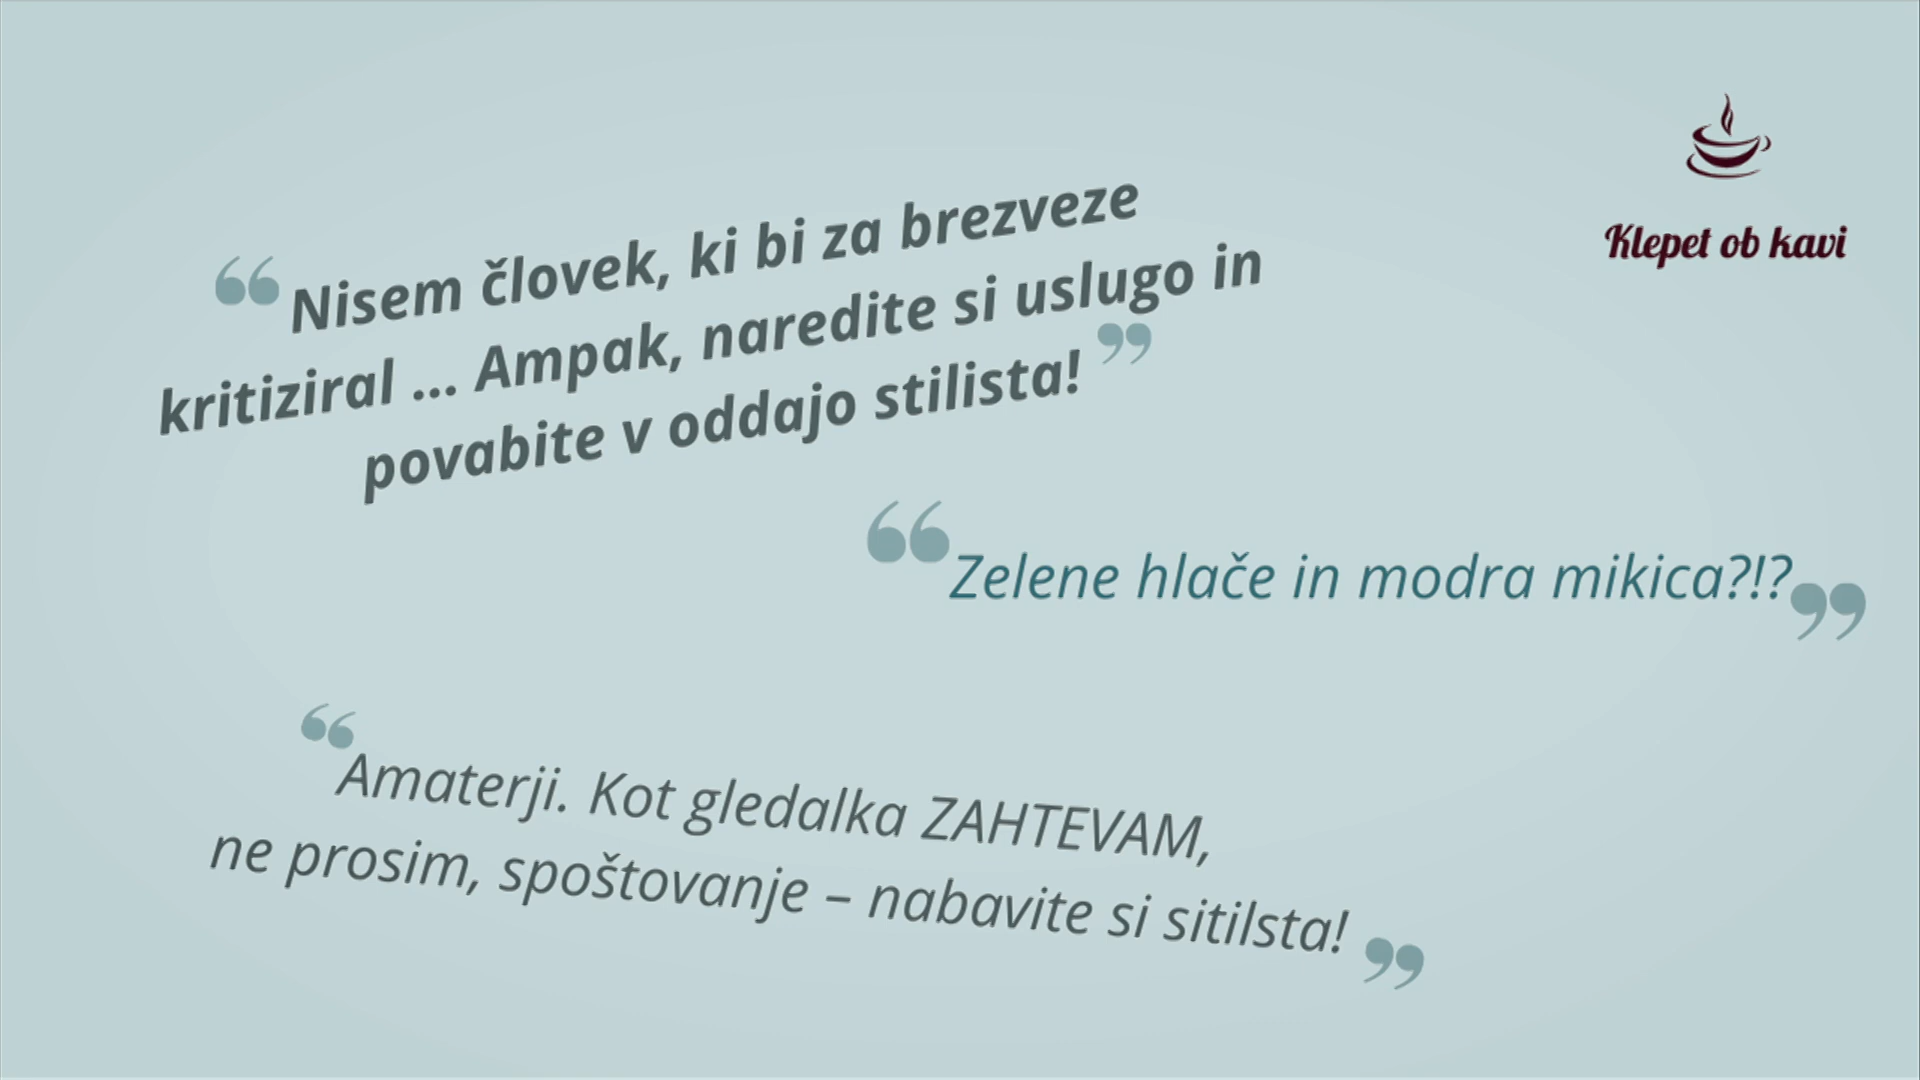 Klepet ob kavi
“Nisem človek, ki bi za brezveze
kritiziral ... Ampak, naredite si uslugo in
povabite v oddajo stilista!”
“Zelene hlače in modra mikica?!?”
“Amaterji. Kot gledalka ZAHTEVAM,
ne prosim, spoštovanje – nabavite si sitilsta!”